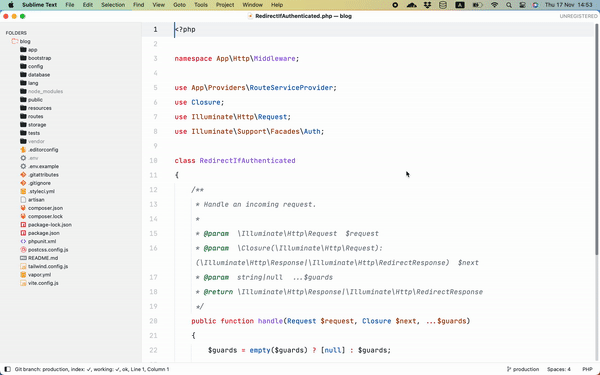 Sublime Text File Edit Selection Find View Goto Tools Project Window Help
Thu 17 Nov 14:53
RedirectIfAuthenticated.php — blog
UNREGISTERED
FOLDERS
blog
app
bootstrap
config
database
lang
node_modules
public
resources
routes
storage
tests
vendor
.editorconfig
.env
.env.example
.gitattributes
.gitignore
.styleci.yml
artisan
composer.json
composer.lock
package-lock.json
package.json
phpunit.xml
postcss.config.js
README.md
tailwind.config.js
vapor.yml
vite.config.js
1 <?php
2
3 namespace App\Http\Middleware;
4
5 use App\Providers\RouteServiceProvider;
6 use Closure;
7 use Illuminate\Http\Request;
8 use Illuminate\Support\Facades\Auth;
9
10 class RedirectIfAuthenticated
11 {
12 /**
13 * Handle an incoming request.
14 *
15 * @param \Illuminate\Http\Request $request
16 * @param \Closure(\Illuminate\Http\Request):
(\Illuminate\Http\Response|\Illuminate\Http\RedirectResponse) $next
17 * @param string|null ...$guards
18 * @return \Illuminate\Http\Response|\Illuminate\Http\RedirectResponse
19 */
20 public function handle(Request $request, Closure $next, ...$guards)
21 {
22 $guards = empty($guards) ? [null] : $guards;
Git branch: production, index: ✓, working: ✓, ok, Line 1, Column 1
production
Spaces: 4
PHP